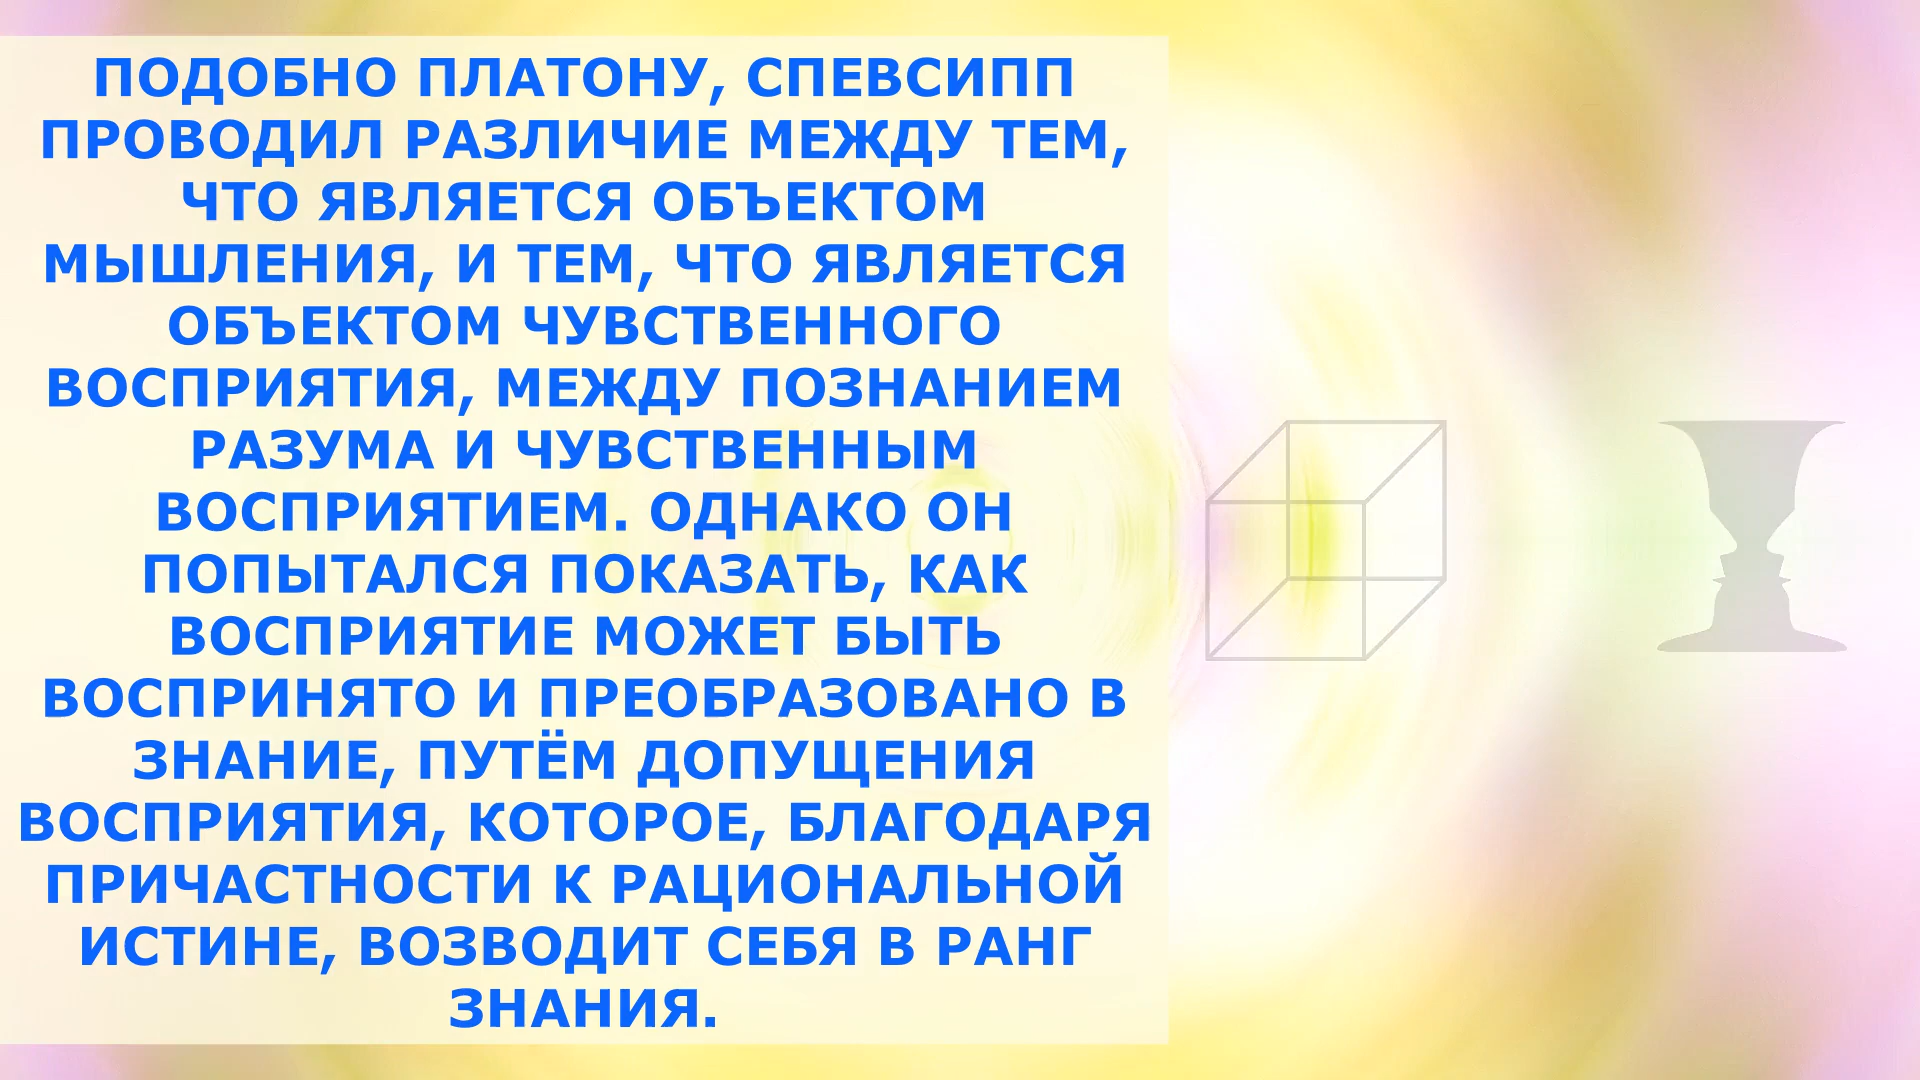 ПОДОБНО ПЛАТОНУ, СПЕВСИПП
ПРОВОДИЛ РАЗЛИЧИЕ МЕЖДУ ТЕМ,
ЧТО ЯВЛЯЕТСЯ ОБЪЕКТОМ
МЫШЛЕНИЯ, И ТЕМ, ЧТО ЯВЛЯЕТСЯ
ОБЪЕКТОМ ЧУВСТВЕННОГО
ВОСПРИЯТИЯ, МЕЖДУ ПОЗНАНИЕМ
РАЗУМА И ЧУВСТВЕННЫМ
ВОСПРИЯТИЕМ. ОДНАКО ОН
ПОПЫТАЛСЯ ПОКАЗАТЬ, КАК
ВОСПРИЯТИЕ МОЖЕТ БЫТЬ
ВОСПРИНЯТО И ПРЕОБРАЗОВАНО В
ЗНАНИЕ, ПУТЁМ ДОПУЩЕНИЯ
ВОСПРИЯТИЯ, КОТОРОЕ, БЛАГОДАРЯ
ПРИЧАСТНОСТИ К РАЦИОНАЛЬНОЙ
ИСТИНЕ, ВОЗВОДИТ СЕБЯ В РАНГ
ЗНАНИЯ.